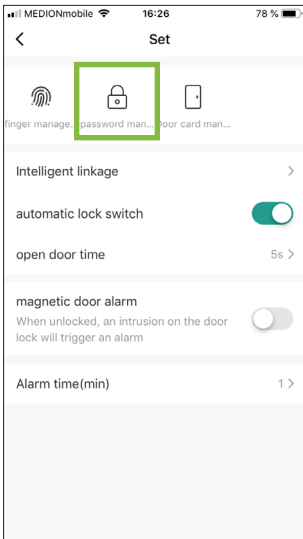 MEDIONmobile 16:26 78 %
Set
finger manage... password man... Door card man...
Intelligent linkage
automatic lock switch
open door time 5s
magnetic door alarm
When unlocked, an intrusion on the door
lock will trigger an alarm
Alarm time(min) 1